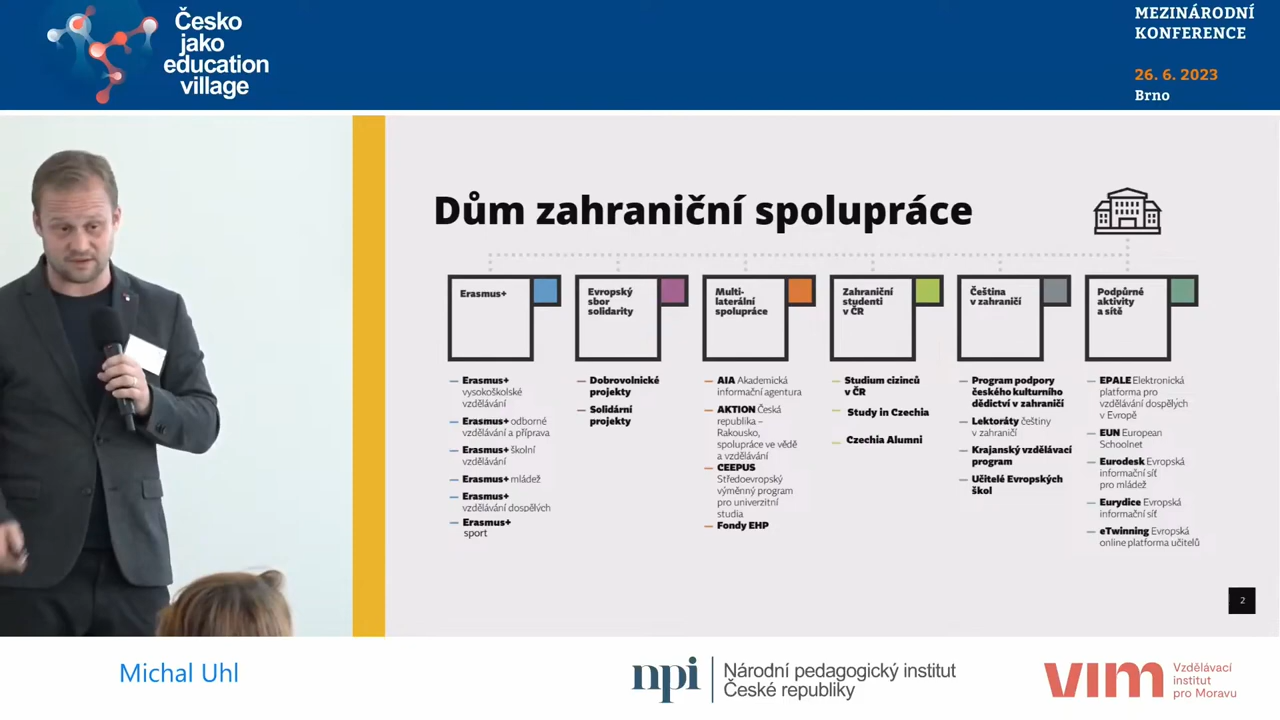 Česko
jako
education
village
MEZINÁRODNÍ
KONFERENCE
26. 6. 2023
Brno
Dům zahraniční spolupráce
Erasmus+
Evropský
sbor
solidarity
Multi-
laterální
spolupráce
Zahraniční
studenti
v ČR
Čeština
v zahraničí
Podpůrné
aktivity
a sítě
Erasmus+
vysokoškolské
vzdělávání
Erasmus+ odborné
vzdělávání a příprava
Erasmus+ školní
vzdělávání
Erasmus+ mládež
Erasmus+
vzdělávání dospělých
Erasmus+
sport
Dobrovolnické
projekty
Solidární
projekty
AIA Akademická
informační agentura
AKTION Česká
republika –
Rakousko,
spolupráce ve vědě
a vzdělávání
CEEPUS
Středoevropský
výměnný program
pro univerzitní
studia
Fondy EHP
Studium cizinců
v ČR
Study in Czechia
Czechia Alumni
Program podpory
českého kulturního
dědictví v zahraničí
Lektoráty češtiny
v zahraničí
Krajanský vzdělávací
program
Učitelé Evropských
škol
EPALE Elektronická
platforma pro
vzdělávání dospělých
v Evropě
EUN European
Schoolnet
Eurodesk Evropská
informační síť
pro mládež
Eurydice Evropská
informační síť
eTwinning Evropská
online platforma učitelů
2
Michal Uhl
npi
Národní pedagogický institut
České republiky
vim
Vzdělávací
institut
pro Moravu